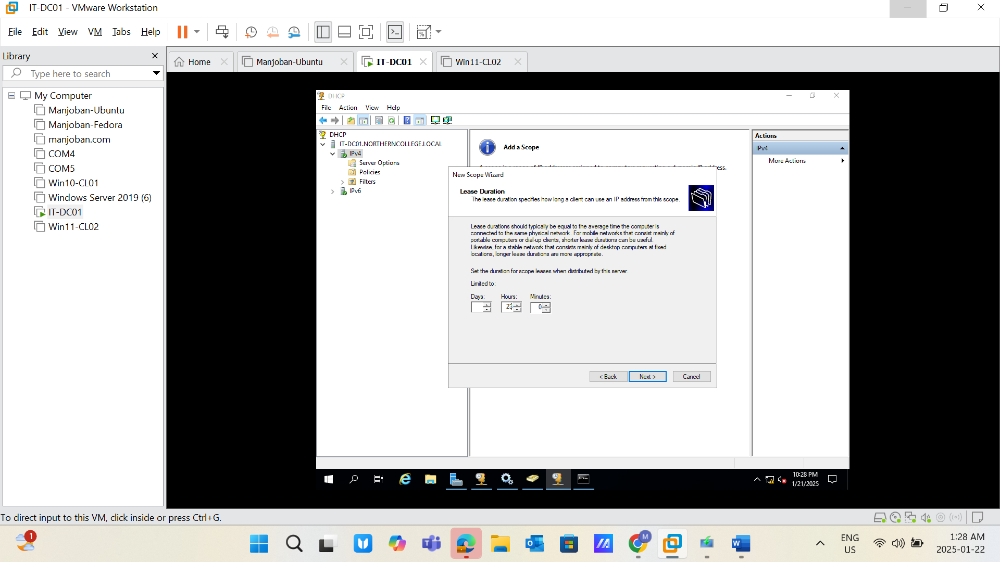 IT-DC01 - VMware Workstation
File Edit View VM Tabs Help
Library
Type here to search
My Computer
Manjoban-Ubuntu
Manjoban-Fedora
manjoban.com
COM4
COM5
Win10-CL01
Windows Server 2019 (6)
IT-DC01
Win11-CL02
Home
Manjoban-Ubuntu
IT-DC01
Win11-CL02
DHCP
File Action View Help
DHCP
IT-DC01.NORTHERNCOLLEGE.LOCAL
IPv4
Server Options
Policies
Filters
IPv6
Add a Scope
Actions
IPv4
More Actions
New Scope Wizard
Lease Duration
The lease duration specifies how long a client can use an IP address from this scope.
Lease durations should typically be equal to the average time the computer is
connected to the same physical network. For mobile networks that consist mainly of
portable computers or dial-up clients, shorter lease durations can be useful.
Likewise, for a stable network that consists mainly of desktop computers at fixed
locations, longer lease durations are more appropriate.
Set the duration for scope leases when distributed by this server.
Limited to:
Days: Hours: Minutes:
23 0
< Back Next > Cancel
10:28 PM
1/21/2025
To direct input to this VM, click inside or press Ctrl+G.
1
M
ENG
US
1:28 AM
2025-01-22